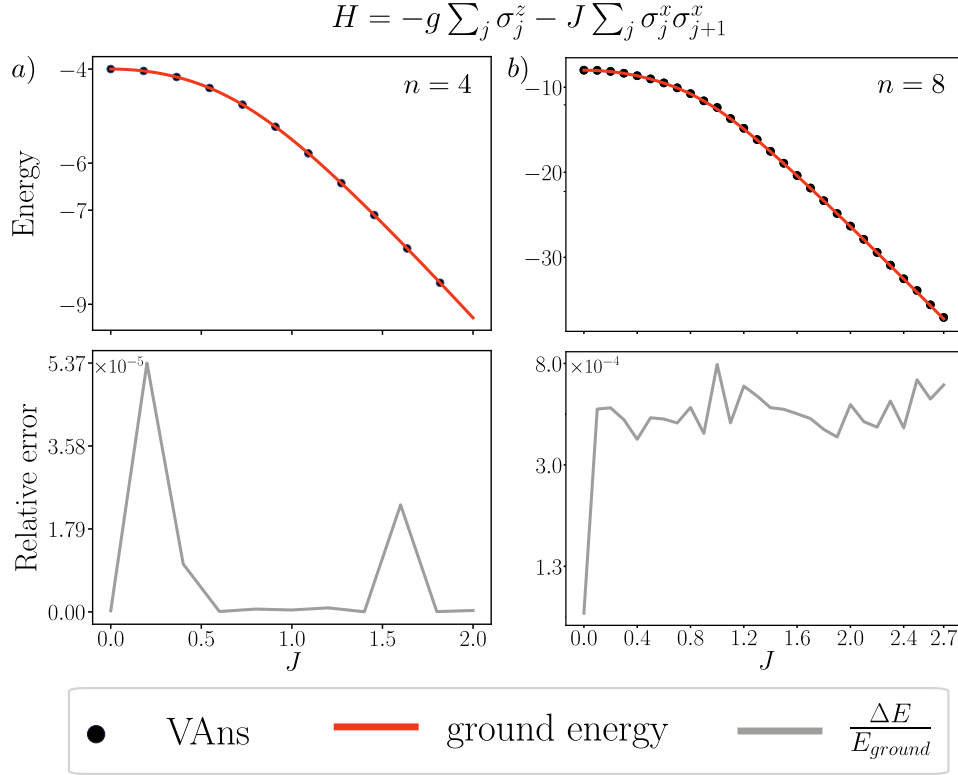 H = −g ∑_j σ_j^z − J ∑_j σ_j^x σ_{j+1}^x
a)
n = 4
−4
−6
−7
−9
Energy
b)
n = 8
−10
−20
−30
×10^{−5}
5.37
3.58
1.79
0.00
Relative error
0.0 0.5 1.0 1.5 2.0
J
×10^{−4}
8.0
3.0
1.3
0.0 0.4 0.8 1.2 1.6 2.0 2.4 2.7
J
VAns
ground energy
ΔE
E_{ground}